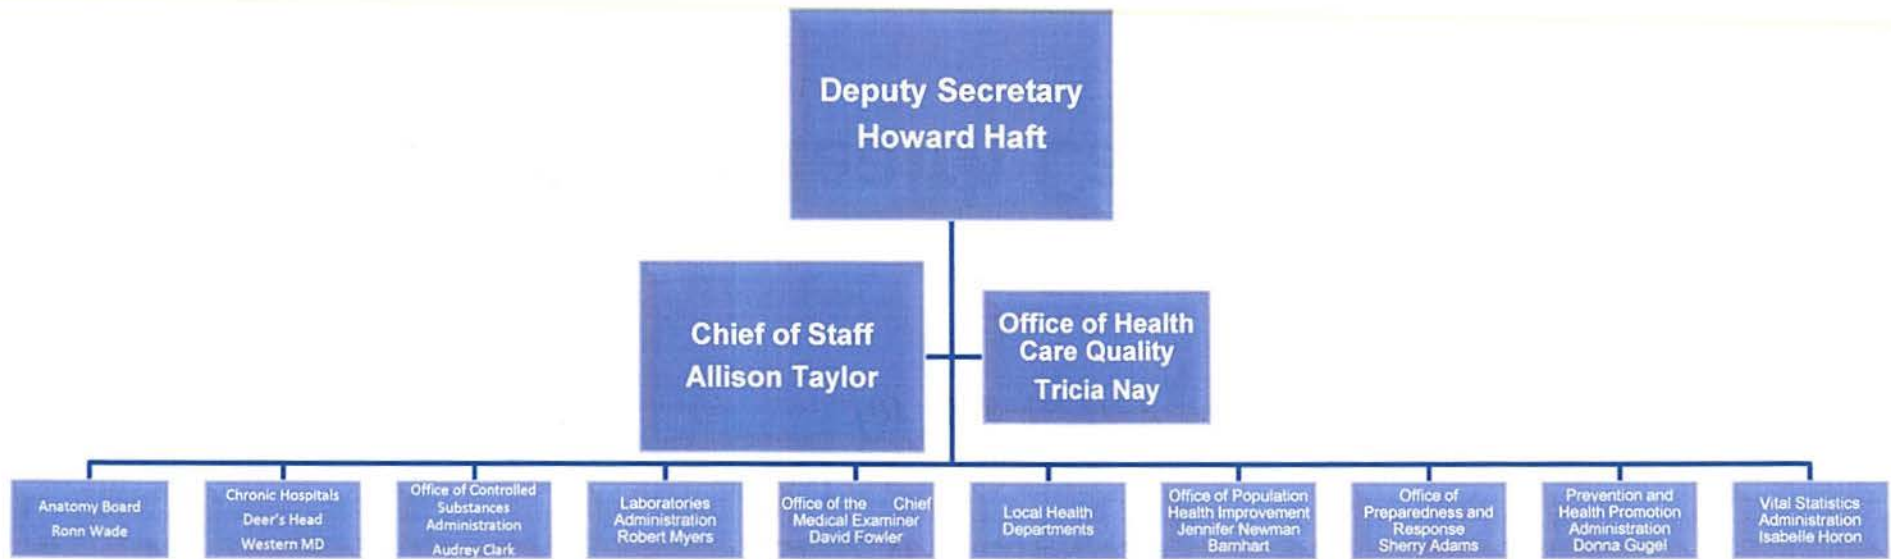 Deputy Secretary
Howard Haft
Chief of Staff
Allison Taylor
Office of Health
Care Quality
Tricia Nay
Anatomy Board
Ronn Wade
Chronic Hospitals
Deer's Head
Western MD
Office of Controlled
Substances
Administration
Audrey Clark
Laboratories
Administration
Robert Myers
Office of the Chief
Medical Examiner
David Fowler
Local Health
Departments
Office of Population
Health Improvement
Jennifer Newman
Barnhart
Office of
Preparedness and
Response
Sherry Adams
Prevention and
Health Promotion
Administration
Donna Gugel
Vital Statistics
Administration
Isabelle Horon